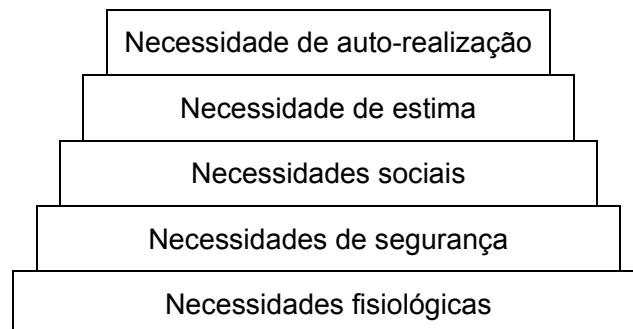 Necessidade de auto-realização
Necessidade de estima
Necessidades sociais
Necessidades de segurança
Necessidades fisiológicas